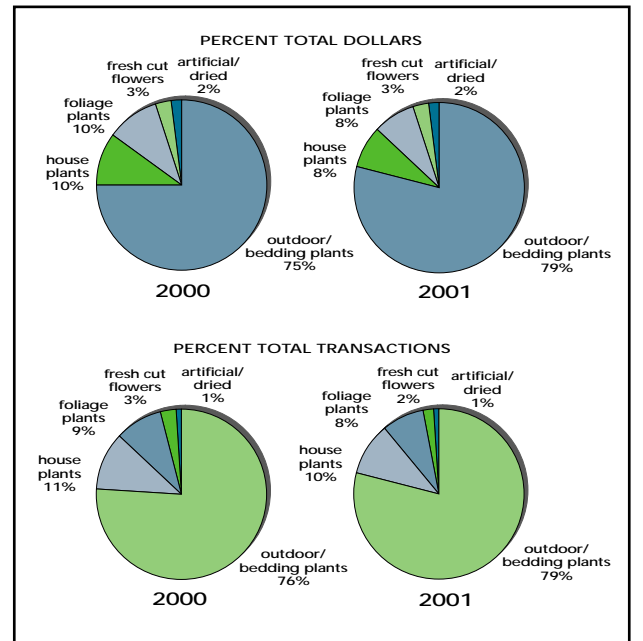 PERCENT TOTAL DOLLARS
fresh cut
flowers
3%
artificial/
dried
2%
foliage
plants
10%
house
plants
10%
outdoor/
bedding plants
75%
2000
fresh cut
flowers
3%
artificial/
dried
2%
foliage
plants
8%
house
plants
8%
outdoor/
bedding plants
79%
2001
PERCENT TOTAL TRANSACTIONS
fresh cut
flowers
3%
artificial/
dried
1%
foliage
plants
9%
house
plants
11%
outdoor/
bedding plants
76%
2000
fresh cut
flowers
2%
artificial/
dried
1%
foliage
plants
8%
house
plants
10%
outdoor/
bedding plants
79%
2001